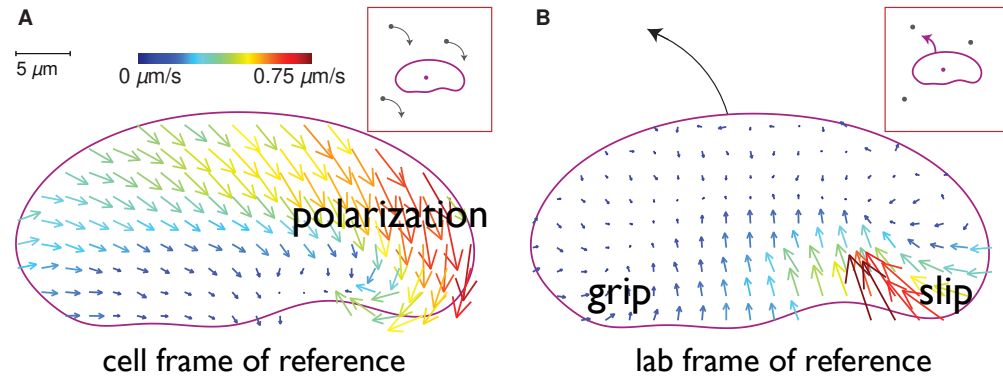 A
B
5 μm
0 μm/s
0.75 μm/s
polarization
grip
slip
cell frame of reference
lab frame of reference